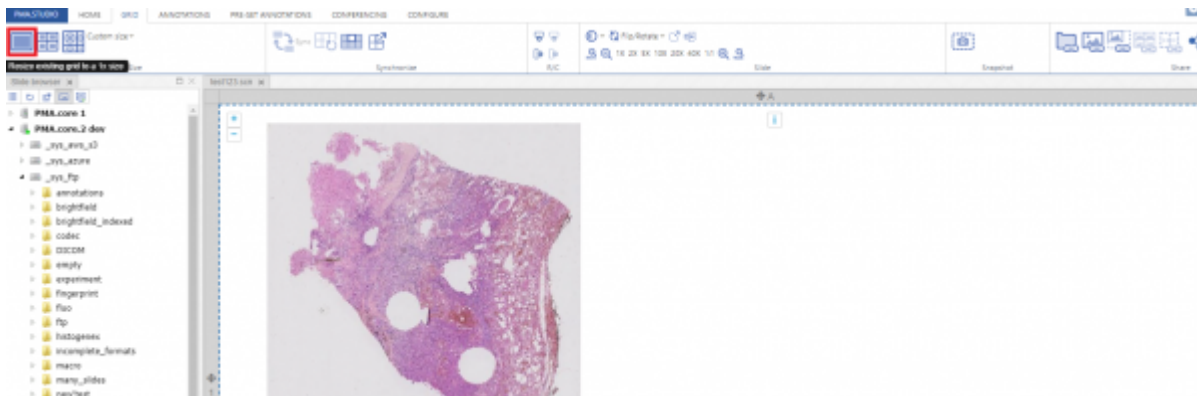 PMA.STUDIO HOME GRID ANNOTATIONS PRE-SET ANNOTATIONS CONFERENCING CONFIGURE
Custom size
Sync
Flip/Rotate
1X 2X 5X 10X 20X 40X 1:1
Resize existing grid to a 1x size
Size
Synchronize
R/C
Slide
Snapshot
Share
Slide browser
A
PMA.core 1
PMA.core.2 dev
_sys_aws_s3
_sys_azure
_sys_ftp
annotations
brightfield
brightfield_indexed
codec
DICOM
empty
experiment
fingerprint
fluo
ftp
histogenex
incomplete_formats
macro
many_slides
1